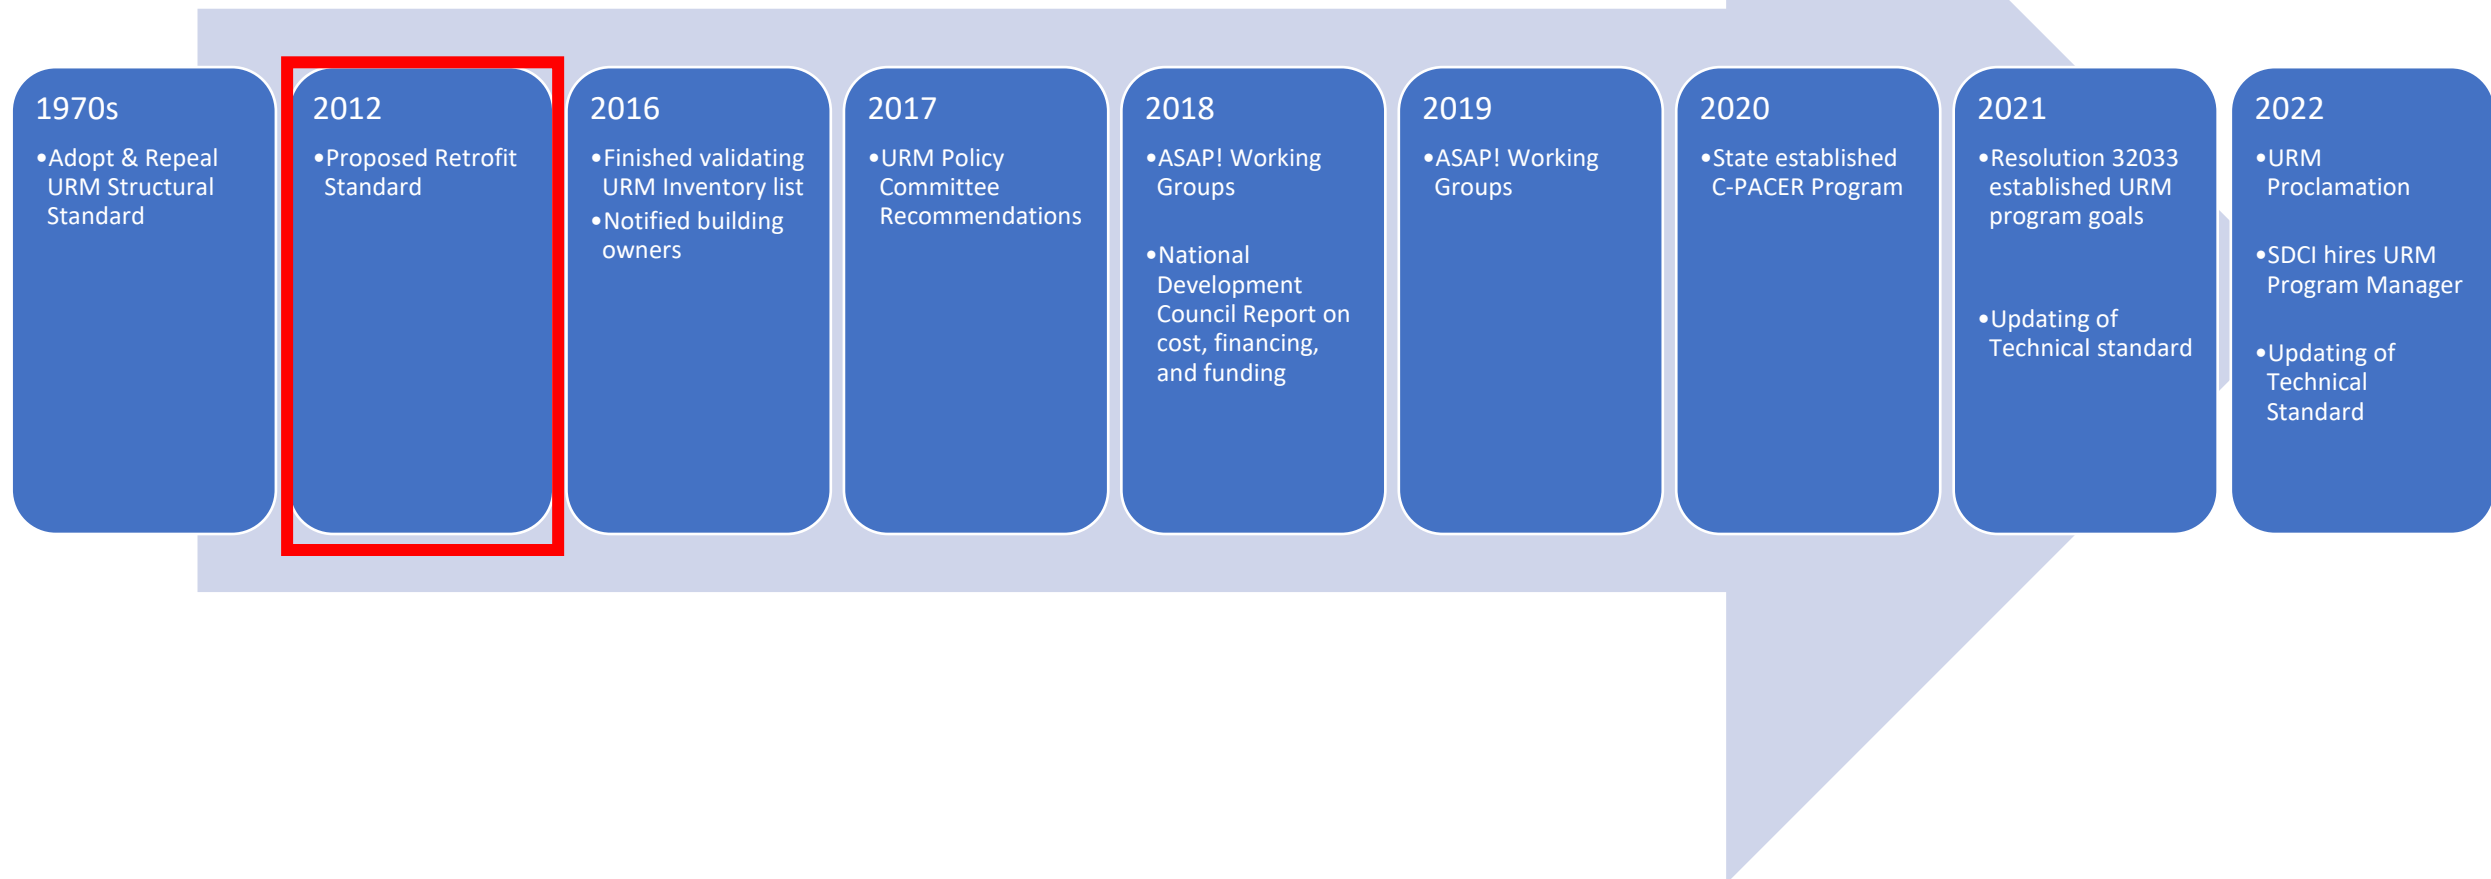 1970s
•Adopt & Repeal
URM Structural
Standard
2012
•Proposed Retrofit
Standard
2016
•Finished validating
URM Inventory list
•Notified building
owners
2017
•URM Policy
Committee
Recommendations
2018
•ASAP! Working
Groups
•National
Development
Council Report on
cost, financing,
and funding
2019
•ASAP! Working
Groups
2020
•State established
C-PACER Program
2021
•Resolution 32033
established URM
program goals
•Updating of
Technical standard
2022
•URM
Proclamation
•SDCI hires URM
Program Manager
•Updating of
Technical
Standard